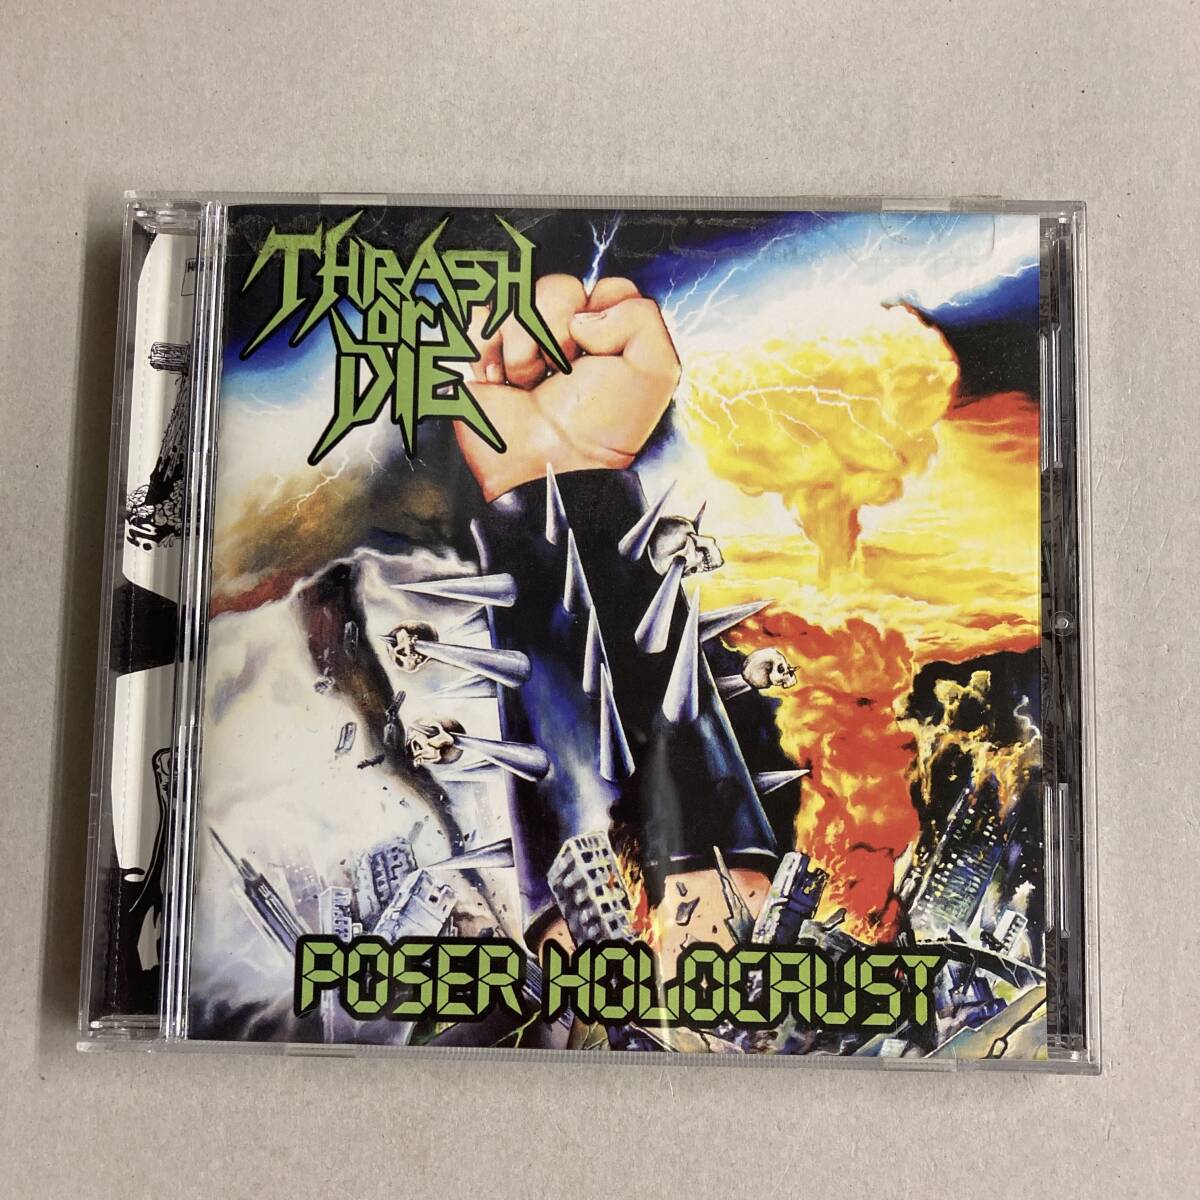 THRASH
or
DIE
POSER HOLOCAUST